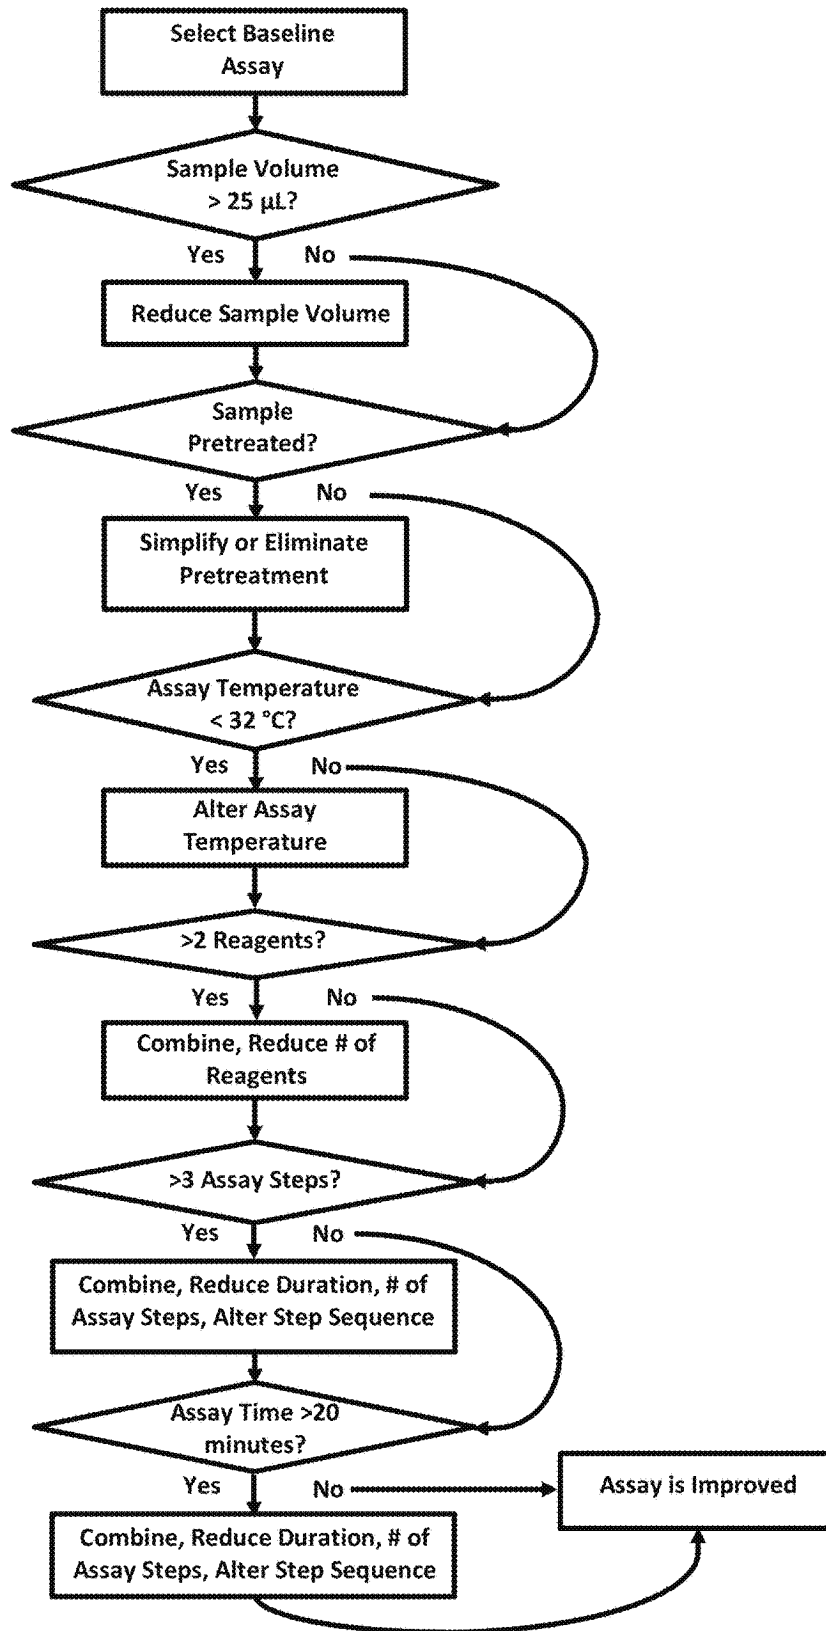 Select Baseline
Assay
Sample Volume
> 25 µL?
Yes
No
Reduce Sample Volume
Sample
Pretreated?
Yes
No
Simplify or Eliminate
Pretreatment
Assay Temperature
< 32 °C?
Yes
No
Alter Assay
Temperature
>2 Reagents?
Yes
No
Combine, Reduce # of
Reagents
>3 Assay Steps?
Yes
No
Combine, Reduce Duration, # of
Assay Steps, Alter Step Sequence
Assay Time >20
minutes?
Yes
No
Assay is Improved
Combine, Reduce Duration, # of
Assay Steps, Alter Step Sequence